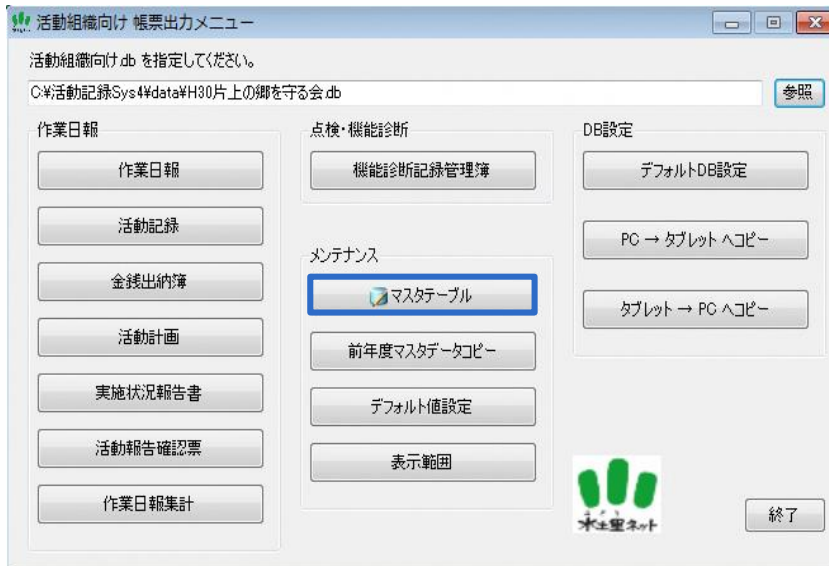 活動組織向け 帳票出力メニュー
活動組織向け.db を指定してください。
C:¥活動記録Sys4¥data¥H30片上の郷を守る会.db
参照
作業日報
作業日報
活動記録
金銭出納簿
活動計画
実施状況報告書
活動報告確認票
作業日報集計
点検・機能診断
機能診断記録管理簿
メンテナンス
マスタテーブル
前年度マスタデータコピー
デフォルト値設定
表示範囲
DB設定
デフォルトDB設定
PC → タブレット へコピー
タブレット → PC へコピー
水土里ネット
終了